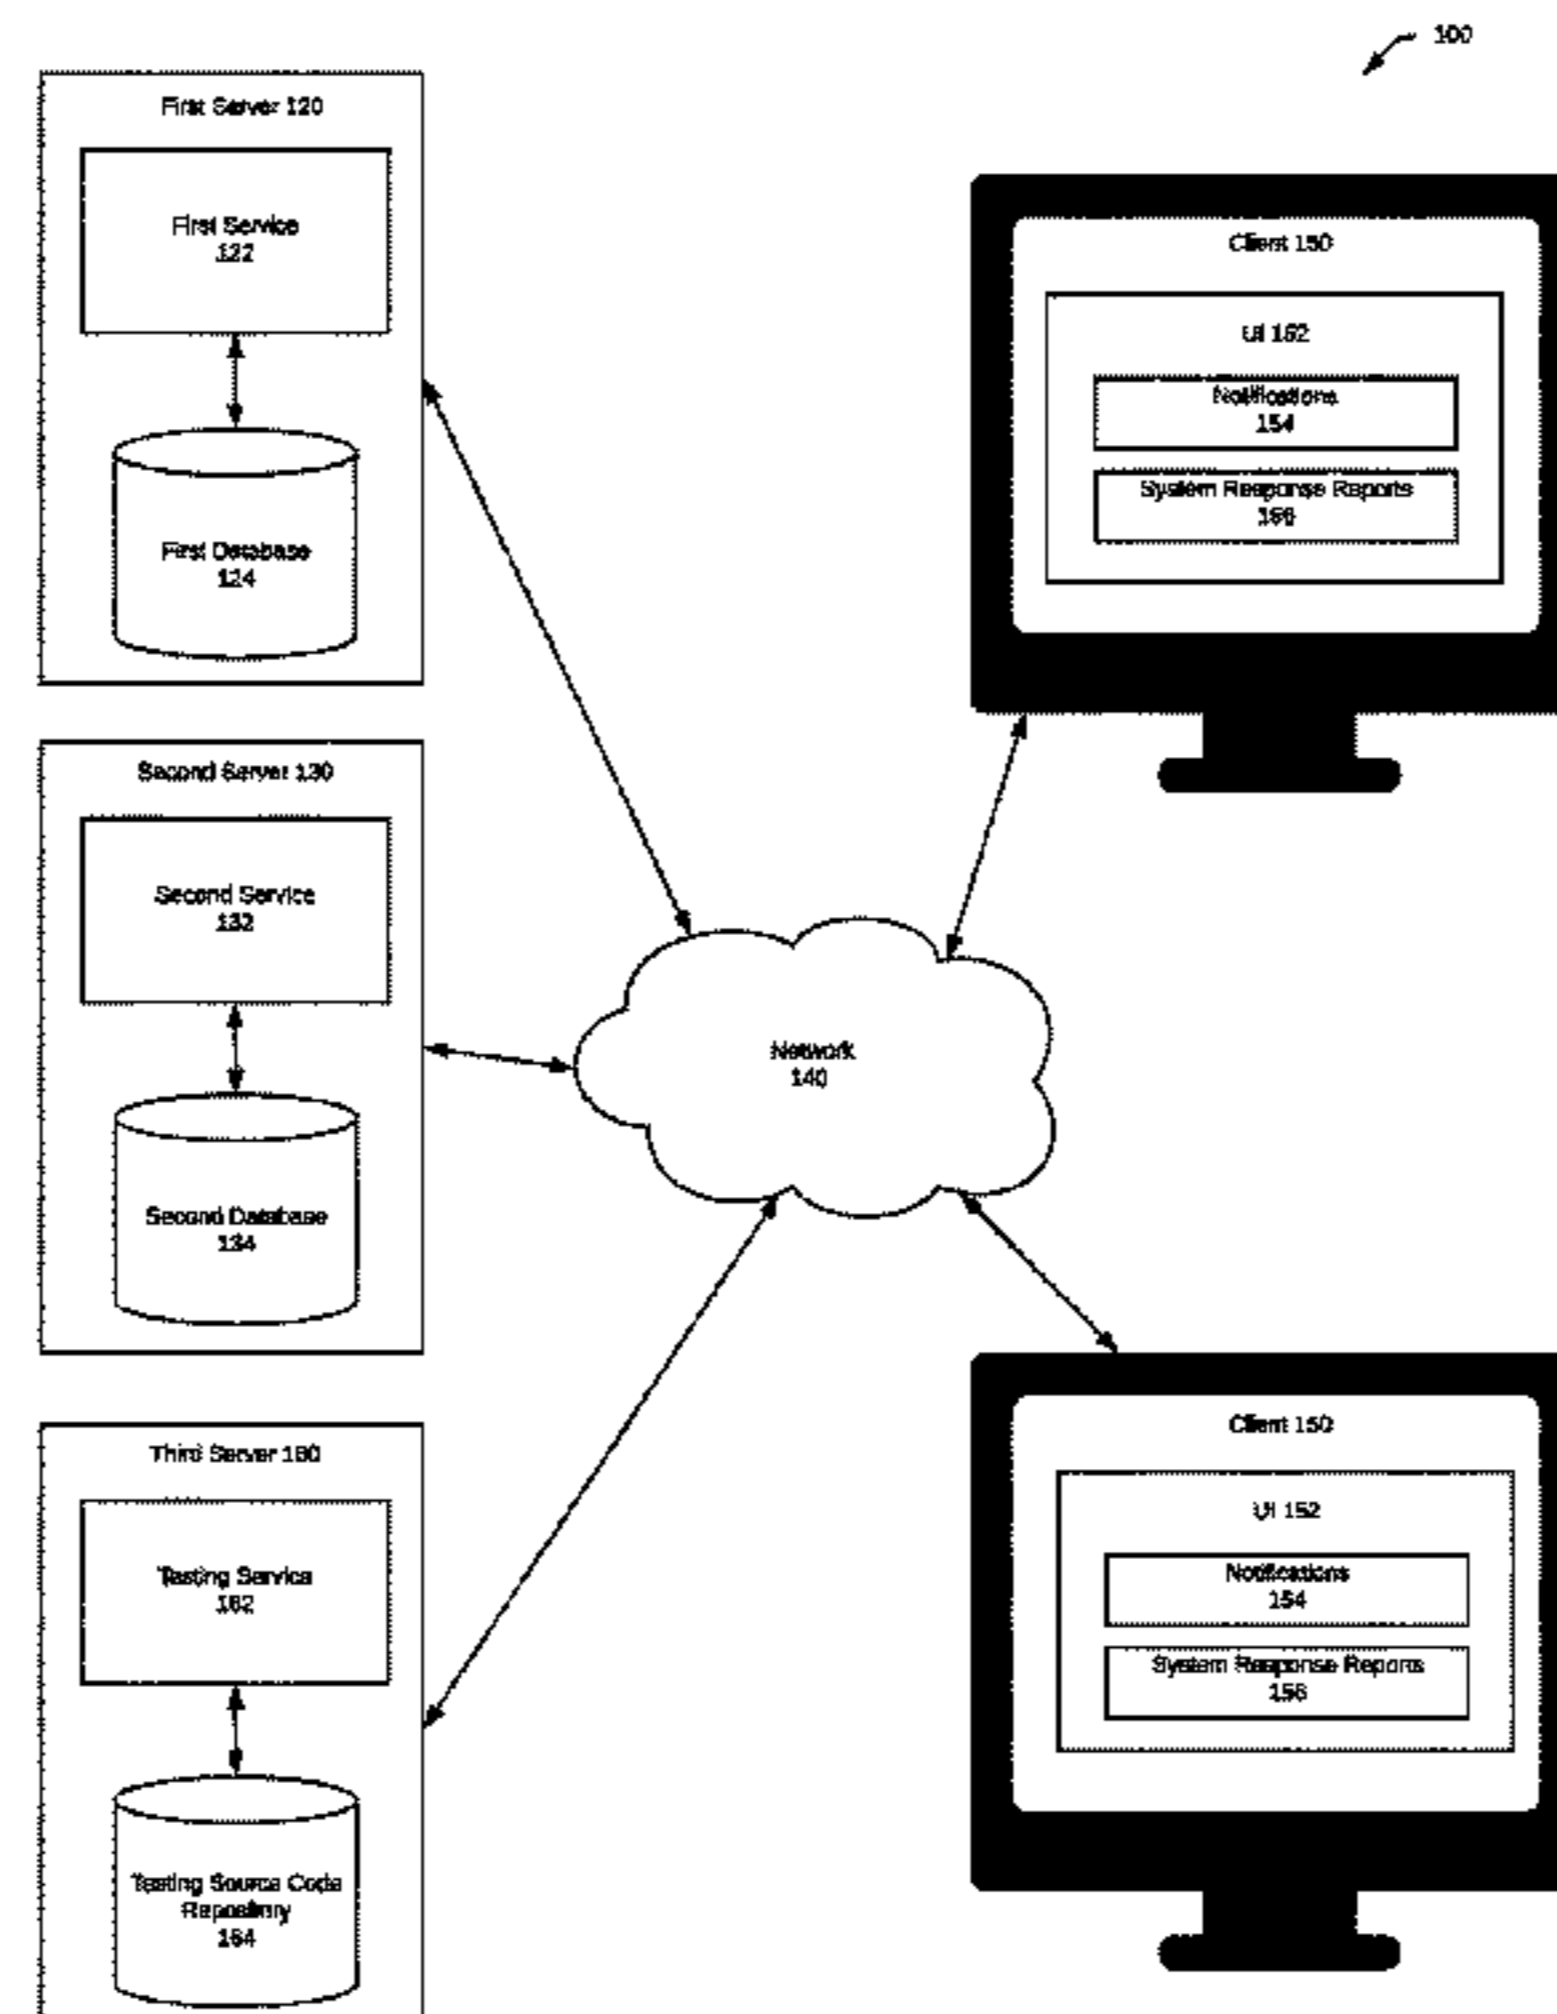 100
First Server 120
First Service
122
First Database
124
Second Server 130
Second Service
132
Second Database
134
Third Server 160
Testing Service
162
Testing Source Code
Repository
164
Network
140
Client 150
UI 152
Notifications
154
System Response Reports
156
Client 150
UI 152
Notifications
154
System Response Reports
156